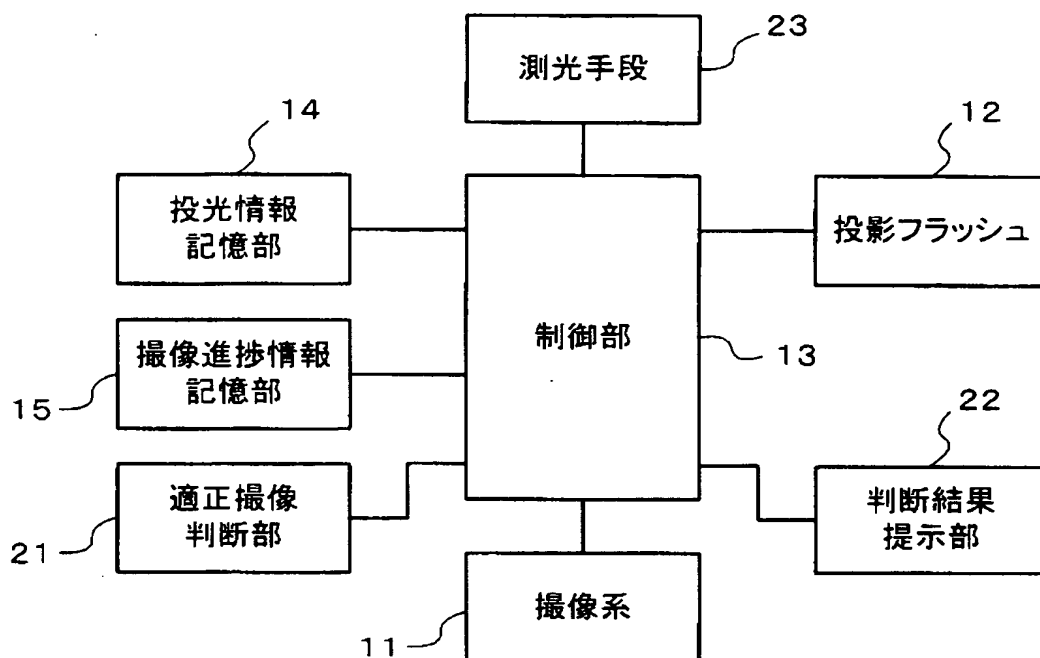 23
測光手段
14
12
投光情報
記憶部
投影フラッシュ
制御部
13
撮像進捗情報
記憶部
15
22
適正撮像
判断部
21
判断結果
提示部
撮像系
11